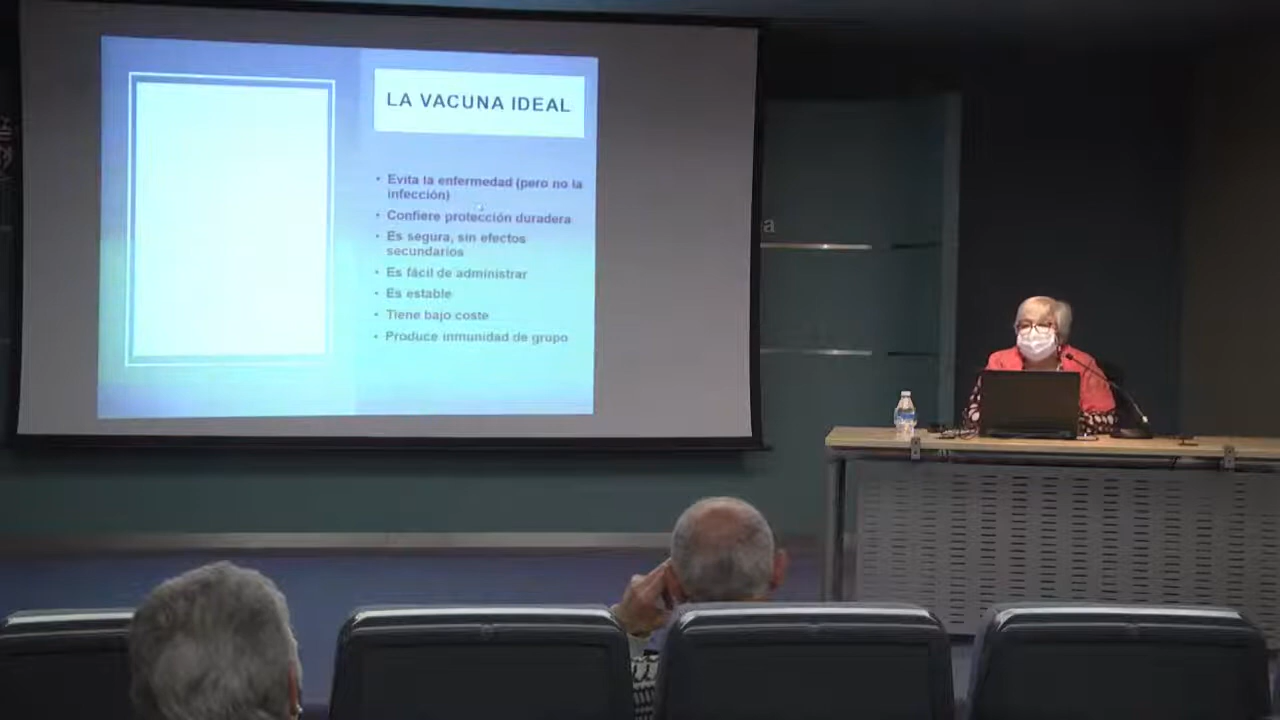 LA VACUNA IDEAL
• Evita la enfermedad (pero no la
infección)
• Confiere protección duradera
• Es segura, sin efectos
secundarios
• Es fácil de administrar
• Es estable
• Tiene bajo coste
• Produce inmunidad de grupo
a